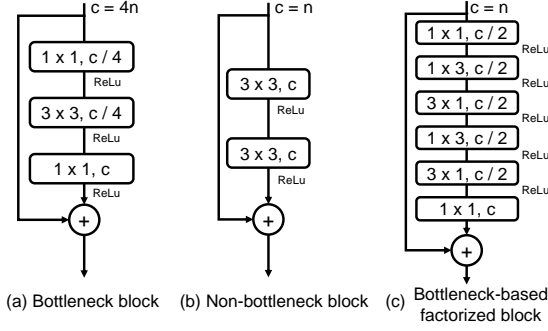 c = 4n
1 x 1, c / 4
ReLu
3 x 3, c / 4
ReLu
1 x 1, c
ReLu
+
(a) Bottleneck block
c = n
3 x 3, c
ReLu
3 x 3, c
ReLu
+
(b) Non-bottleneck block
c = n
1 x 1, c / 2
ReLu
1 x 3, c / 2
ReLu
3 x 1, c / 2
ReLu
1 x 3, c / 2
ReLu
3 x 1, c / 2
ReLu
1 x 1, c
+
(c) Bottleneck-based
factorized block